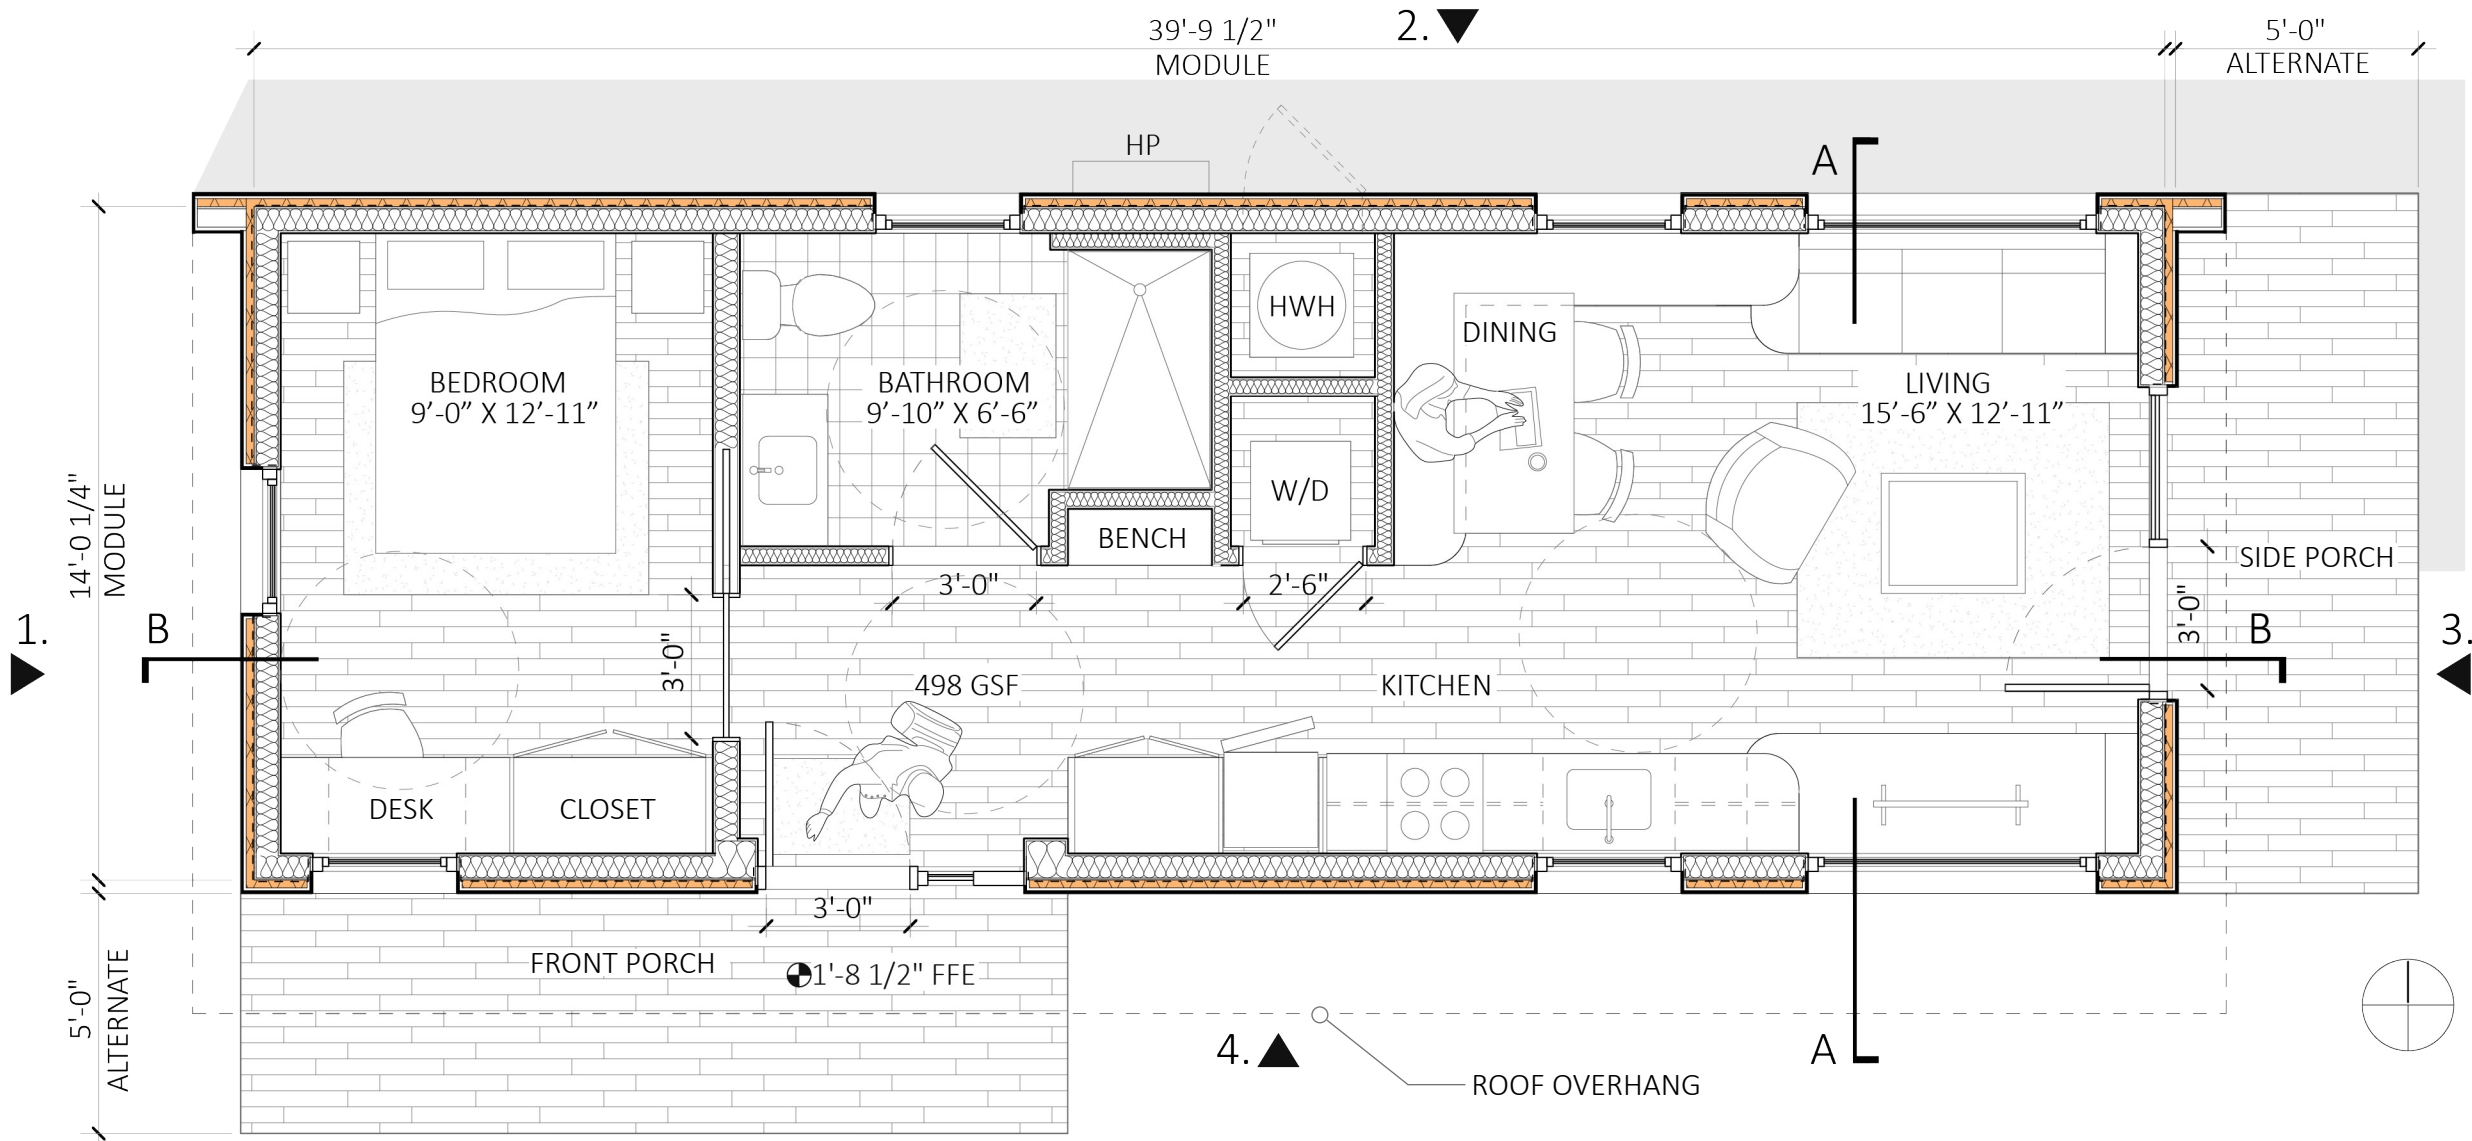 39'-9 1/2"
MODULE
2.
5'-0"
ALTERNATE
HP
A
HWH
DINING
BEDROOM
9’-0” X 12’-11”
BATHROOM
9’-10” X 6’-6”
LIVING
15’-6” X 12’-11”
W/D
BENCH
14'-0 1/4"
MODULE
SIDE PORCH
3'-0"
2'-6"
3'-0"
3'-0"
1.
B
B
3.
498 GSF
KITCHEN
DESK
CLOSET
3'-0"
FRONT PORCH
1'-8 1/2" FFE
5'-0"
ALTERNATE
4.
A
ROOF OVERHANG